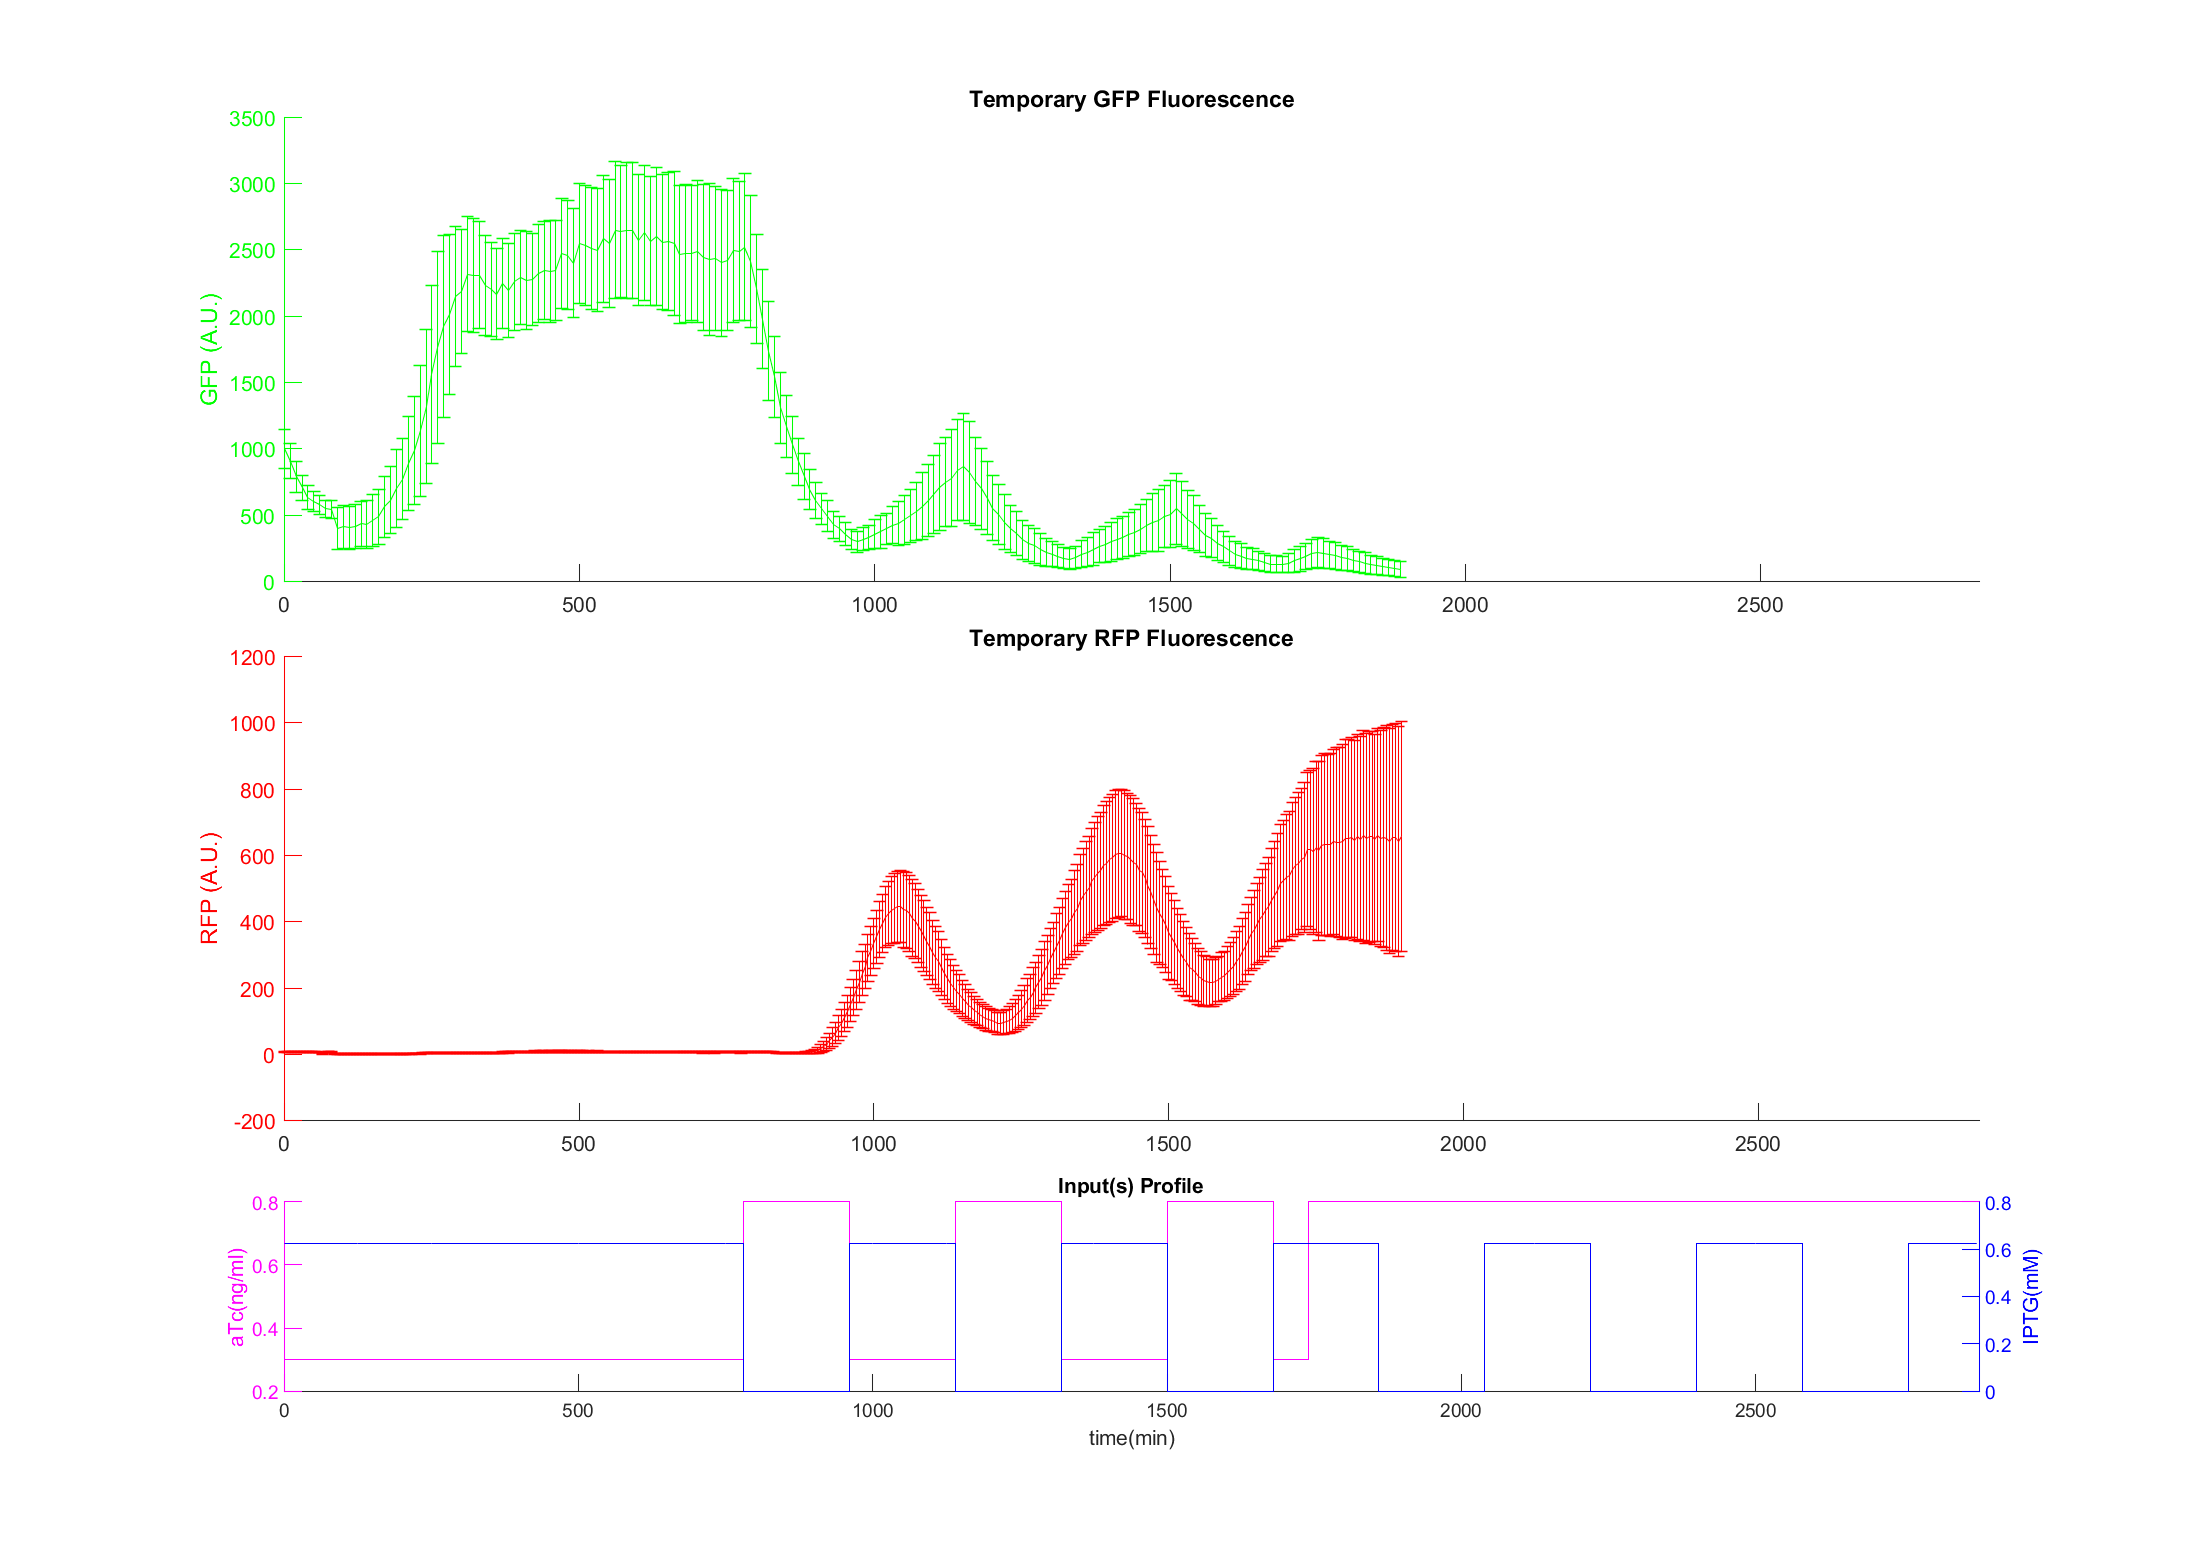 Temporary GFP Fluorescence
3500
3000
2500
2000
1500
1000
500
0
GFP (A.U.)
0 500 1000 1500 2000 2500
Temporary RFP Fluorescence
1200
1000
800
600
400
200
0
-200
RFP (A.U.)
0 500 1000 1500 2000 2500
Input(s) Profile
0.8
0.6
0.4
0.2
aTc(ng/ml)
0.8
0.6
0.4
0.2
0
IPTG(mM)
0 500 1000 1500 2000 2500
time(min)